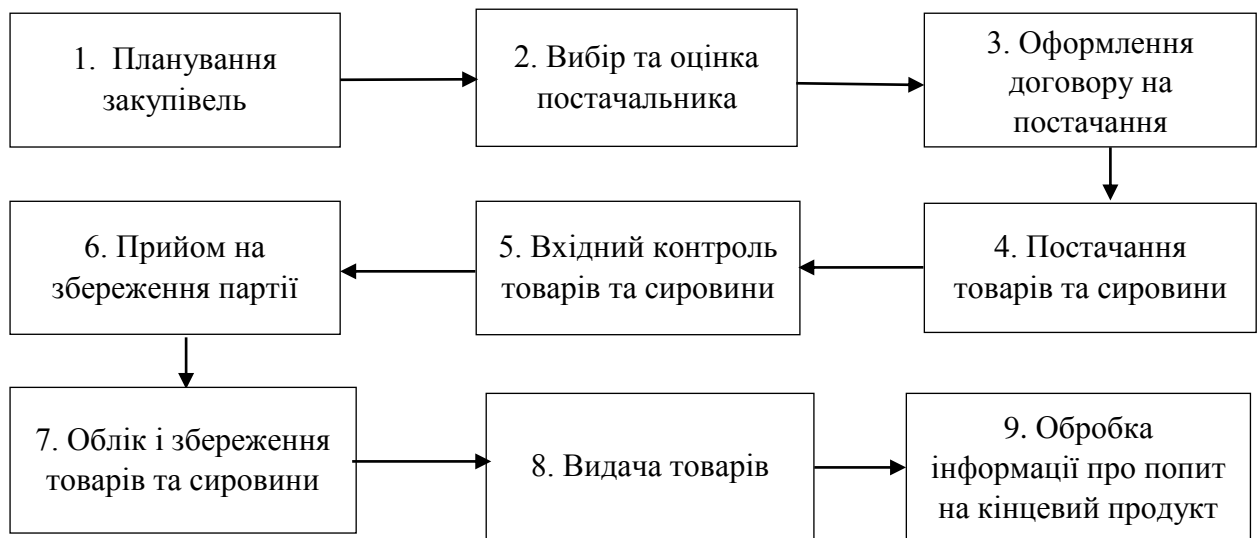 1. Планування
закупівель
2. Вибір та оцінка
постачальника
3. Оформлення
договору на
постачання
6. Прийом на
збереження партії
5. Вхідний контроль
товарів та сировини
4. Постачання
товарів та сировини
7. Облік і збереження
товарів та сировини
8. Видача товарів
9. Обробка
інформації про попит
на кінцевий продукт